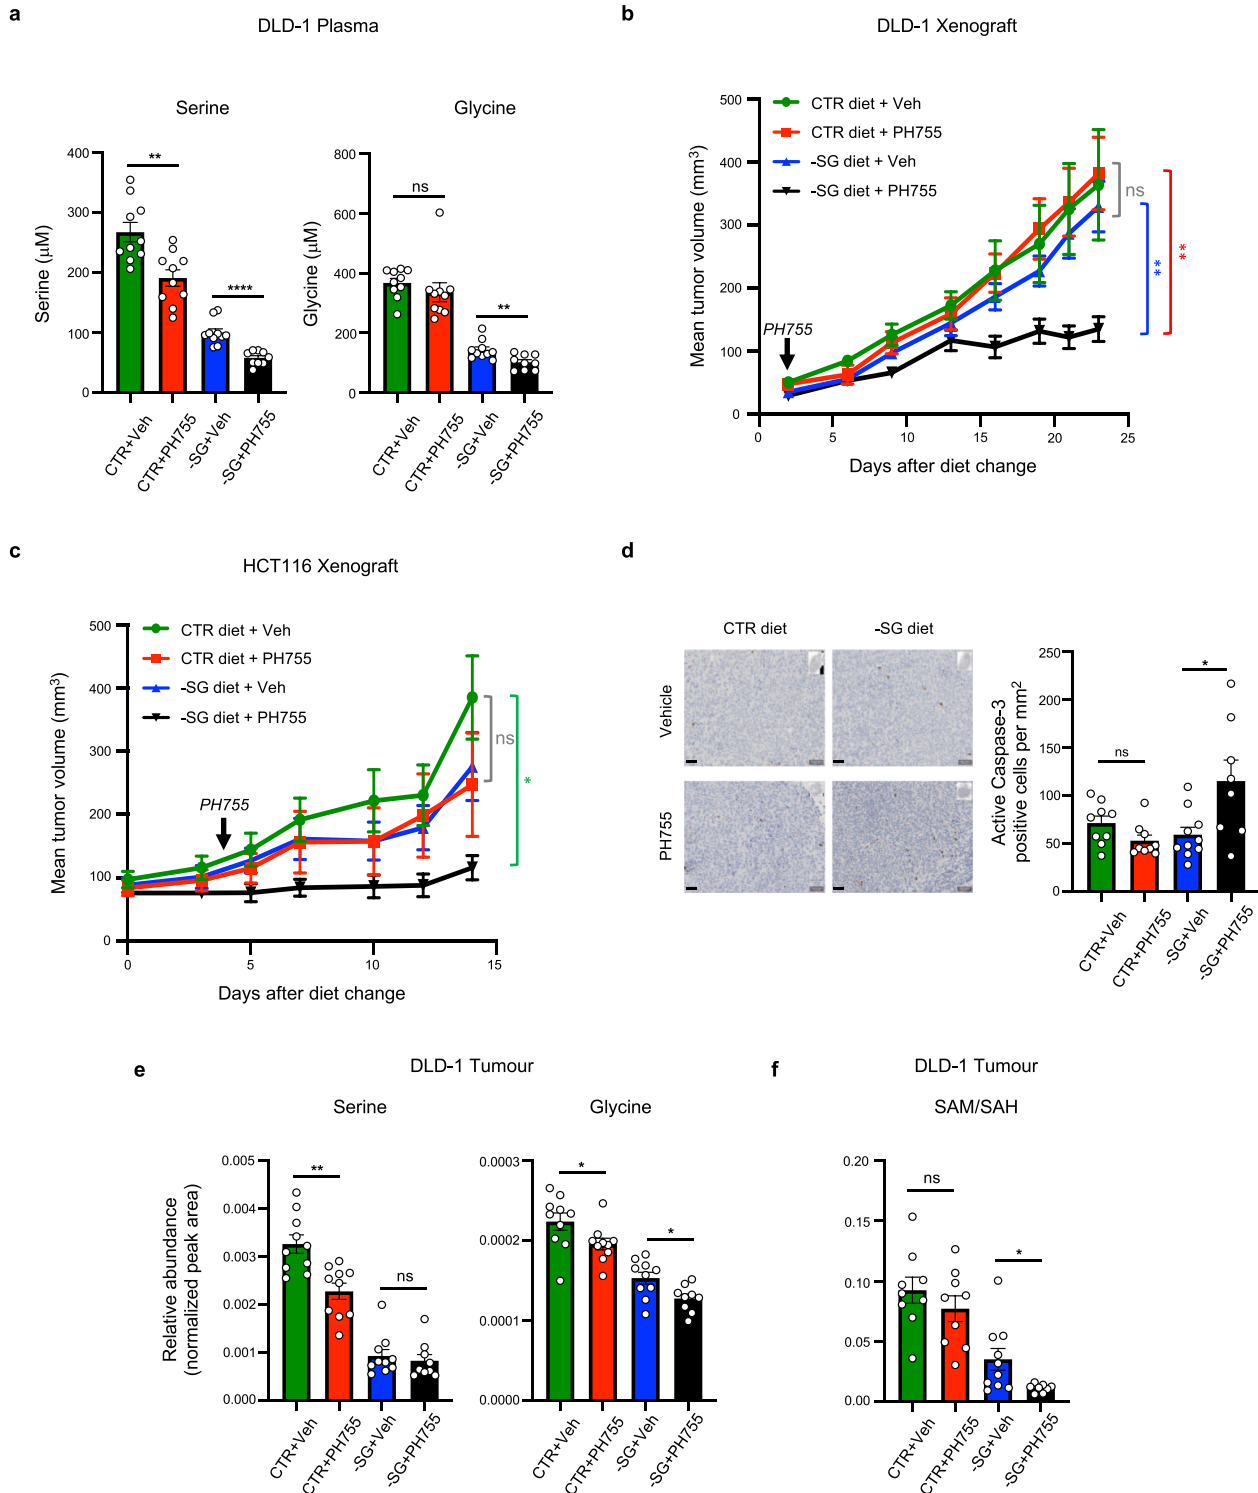 a
DLD-1 Plasma
Serine
Glycine
Serine (μM)
400
300
200
100
0
**
****
CTR+Veh
CTR+PH755
-SG+Veh
-SG+PH755
Glycine (μM)
800
600
400
200
0
ns
**
CTR+Veh
CTR+PH755
-SG+Veh
-SG+PH755
b
DLD-1 Xenograft
CTR diet + Veh
CTR diet + PH755
-SG diet + Veh
-SG diet + PH755
Mean tumor volume (mm³)
500
400
300
200
100
0
PH755
ns
**
**
0 5 10 15 20 25
Days after diet change
c
HCT116 Xenograft
CTR diet + Veh
CTR diet + PH755
-SG diet + Veh
-SG diet + PH755
Mean tumor volume (mm³)
500
400
300
200
100
0
PH755
ns
*
0 5 10 15
Days after diet change
d
CTR diet
-SG diet
Vehicle
PH755
Active Caspase-3
positive cells per mm²
250
200
150
100
50
0
ns
*
CTR+Veh
CTR+PH755
-SG+Veh
-SG+PH755
e
DLD-1 Tumour
Serine
Glycine
Relative abundance
(normalized peak area)
0.005
0.004
0.003
0.002
0.001
0.000
**
ns
CTR+Veh
CTR+PH755
-SG+Veh
-SG+PH755
0.0003
0.0002
0.0001
0.0000
*
*
CTR+Veh
CTR+PH755
-SG+Veh
-SG+PH755
f
DLD-1 Tumour
SAM/SAH
0.20
0.15
0.10
0.05
0.00
ns
*
CTR+Veh
CTR+PH755
-SG+Veh
-SG+PH755